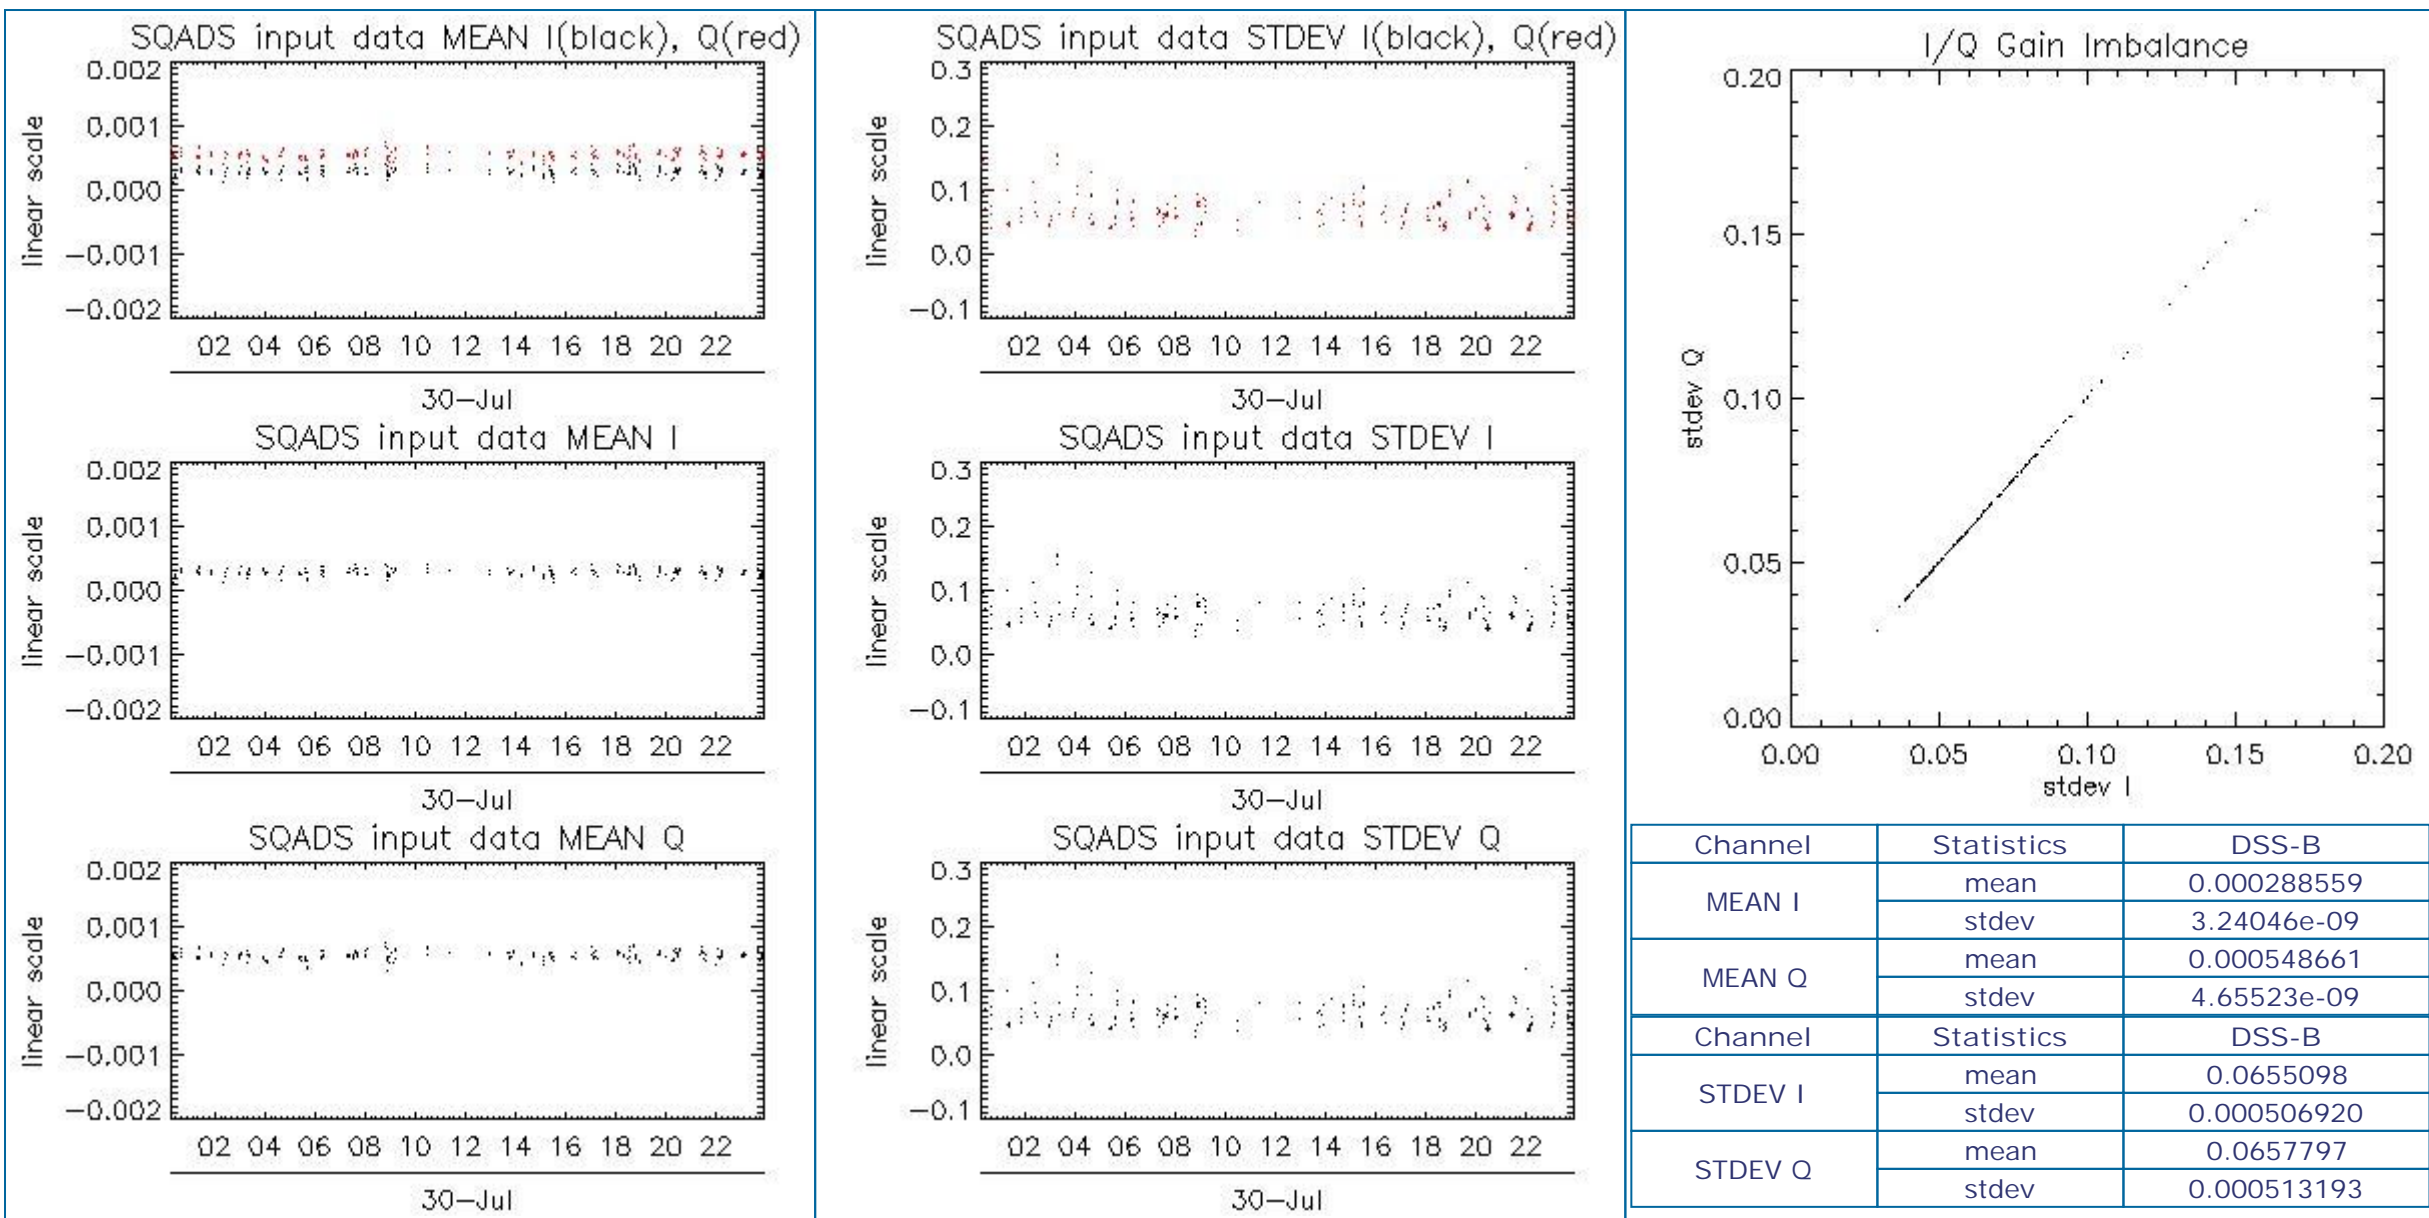 SQADS input data MEAN I(black), Q(red)
0.002
0.001
0.000
−0.001
−0.002
linear scale
02 04 06 08 10 12 14 16 18 20 22
30−Jul
SQADS input data MEAN I
0.002
0.001
0.000
−0.001
−0.002
linear scale
02 04 06 08 10 12 14 16 18 20 22
30−Jul
SQADS input data MEAN Q
0.002
0.001
0.000
−0.001
−0.002
linear scale
02 04 06 08 10 12 14 16 18 20 22
30−Jul
SQADS input data STDEV I(black), Q(red)
0.3
0.2
0.1
0.0
−0.1
linear scale
02 04 06 08 10 12 14 16 18 20 22
30−Jul
SQADS input data STDEV I
0.3
0.2
0.1
0.0
−0.1
linear scale
02 04 06 08 10 12 14 16 18 20 22
30−Jul
SQADS input data STDEV Q
0.3
0.2
0.1
0.0
−0.1
linear scale
02 04 06 08 10 12 14 16 18 20 22
30−Jul
I/Q Gain Imbalance
0.20
0.15
0.10
0.05
0.00
stdev Q
0.00 0.05 0.10 0.15 0.20
stdev I
Channel Statistics DSS-B
MEAN I mean 0.000288559
stdev 3.24046e-09
MEAN Q mean 0.000548661
stdev 4.65523e-09
Channel Statistics DSS-B
STDEV I mean 0.0655098
stdev 0.000506920
STDEV Q mean 0.0657797
stdev 0.000513193